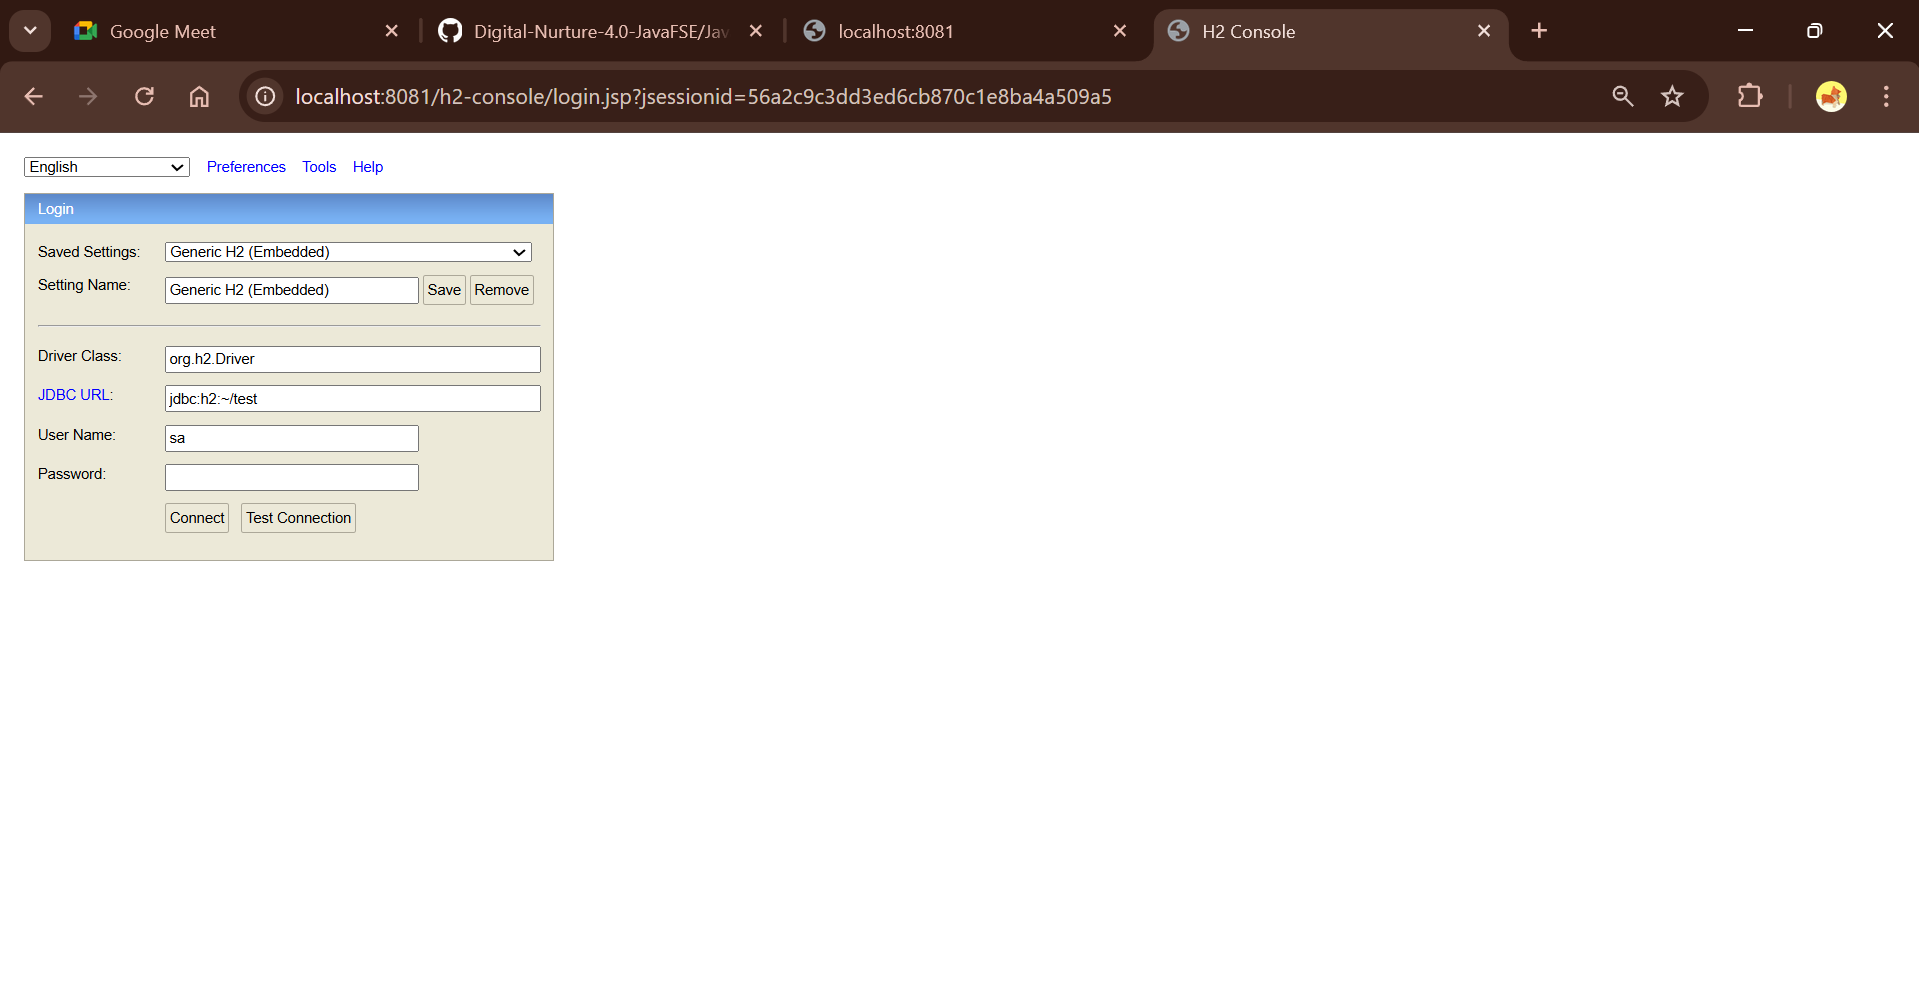 Google Meet
Digital-Nurture-4.0-JavaFSE/Jav
localhost:8081
H2 Console
localhost:8081/h2-console/login.jsp?jsessionid=56a2c9c3dd3ed6cb870c1e8ba4a509a5
English Preferences Tools Help
Login
Saved Settings: Generic H2 (Embedded)
Setting Name: Generic H2 (Embedded) Save Remove
Driver Class: org.h2.Driver
JDBC URL: jdbc:h2:~/test
User Name: sa
Password:
Connect Test Connection